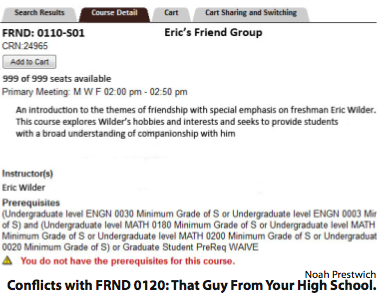 Search Results Course Detail Cart Cart Sharing and Switching
FRND: 0110-S01 Eric's Friend Group
CRN:24965
Add to Cart
999 of 999 seats available
Primary Meeting: M W F 02:00 pm - 02:50 pm
An introduction to the themes of friendship with special emphasis on freshman Eric Wilder.
This course explores Wilder's hobbies and interests and seeks to provide students
with a broad understanding of companionship with him
Instructor(s)
Eric Wilder
Prerequisites
(Undergraduate level ENGN 0030 Minimum Grade of S or Undergraduate level ENGN 0003 Mir
of S) and (Undergraduate level MATH 0180 Minimum Grade of S or Undergraduate level MATH
Minimum Grade of S or Undergraduate level MATH 0200 Minimum Grade of S or Undergraduat
0020 Minimum Grade of S) or Graduate Student PreReq WAIVE
You do not have the prerequisites for this course.
Noah Prestwich
Conflicts with FRND 0120: That Guy From Your High School.